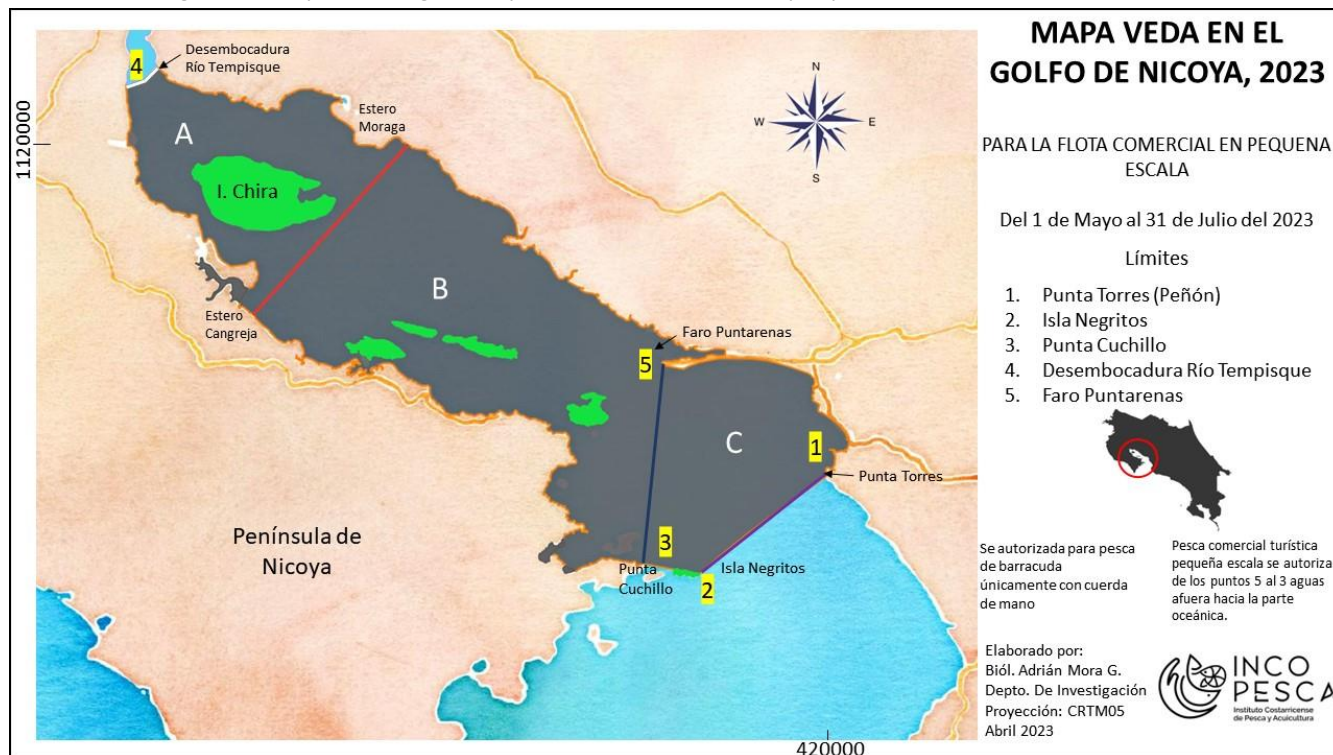 MAPA VEDA EN EL
GOLFO DE NICOYA, 2023
PARA LA FLOTA COMERCIAL EN PEQUENA
ESCALA
Del 1 de Mayo al 31 de Julio del 2023
Límites
1. Punta Torres (Peñón)
2. Isla Negritos
3. Punta Cuchillo
4. Desembocadura Río Tempisque
5. Faro Puntarenas
Se autorizada para pesca
de barracuda
únicamente con cuerda
de mano
Pesca comercial turística
pequeña escala se autoriza
de los puntos 5 al 3 aguas
afuera hacia la parte
oceánica.
Elaborado por:
Biól. Adrián Mora G.
Depto. De Investigación
Proyección: CRTM05
Abril 2023
INCO
PESCA
Instituto Costarricense
de Pesca y Acuicultura
4
Desembocadura
Río Tempisque
1120000
A
Estero
Moraga
I. Chira
N
W
E
S
Estero
Cangreja
B
Faro Puntarenas
5
C
1
Punta Torres
Península de
Nicoya
3
Punta
Cuchillo
Isla Negritos
2
420000